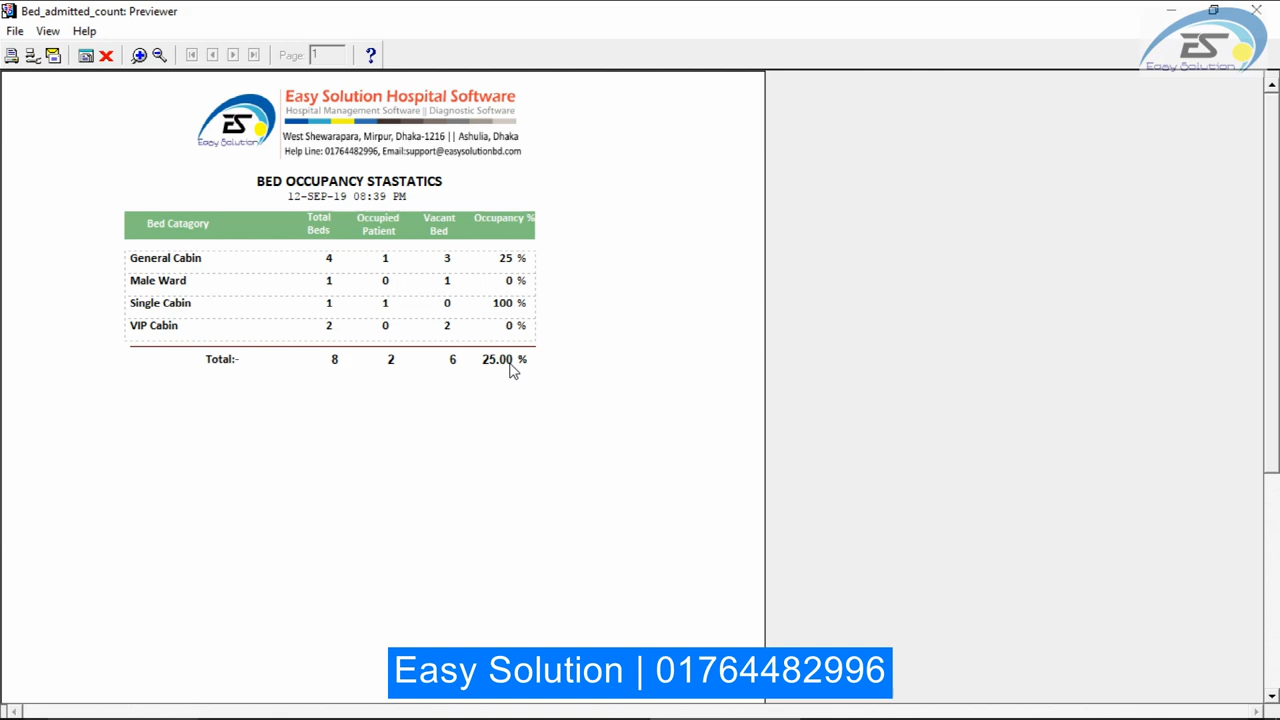 Bed_admitted_count: Previewer
File View Help
Page: 1 ?
ES
Easy Solution
ES
Easy Solution
Easy Solution Hospital Software
Hospital Management Software || Diagnostic Software
West Shewarapara, Mirpur, Dhaka-1216 || Ashulia, Dhaka
Help Line: 01764482996, Email:support@easysolutionbd.com
BED OCCUPANCY STASTATICS
12-SEP-19 08:39 PM
Bed Catagory Total Beds Occupied Patient Vacant Bed Occupancy %
General Cabin 4 1 3 25 %
Male Ward 1 0 1 0 %
Single Cabin 1 1 0 100 %
VIP Cabin 2 0 2 0 %
Total:- 8 2 6 25.00 %
Easy Solution | 01764482996